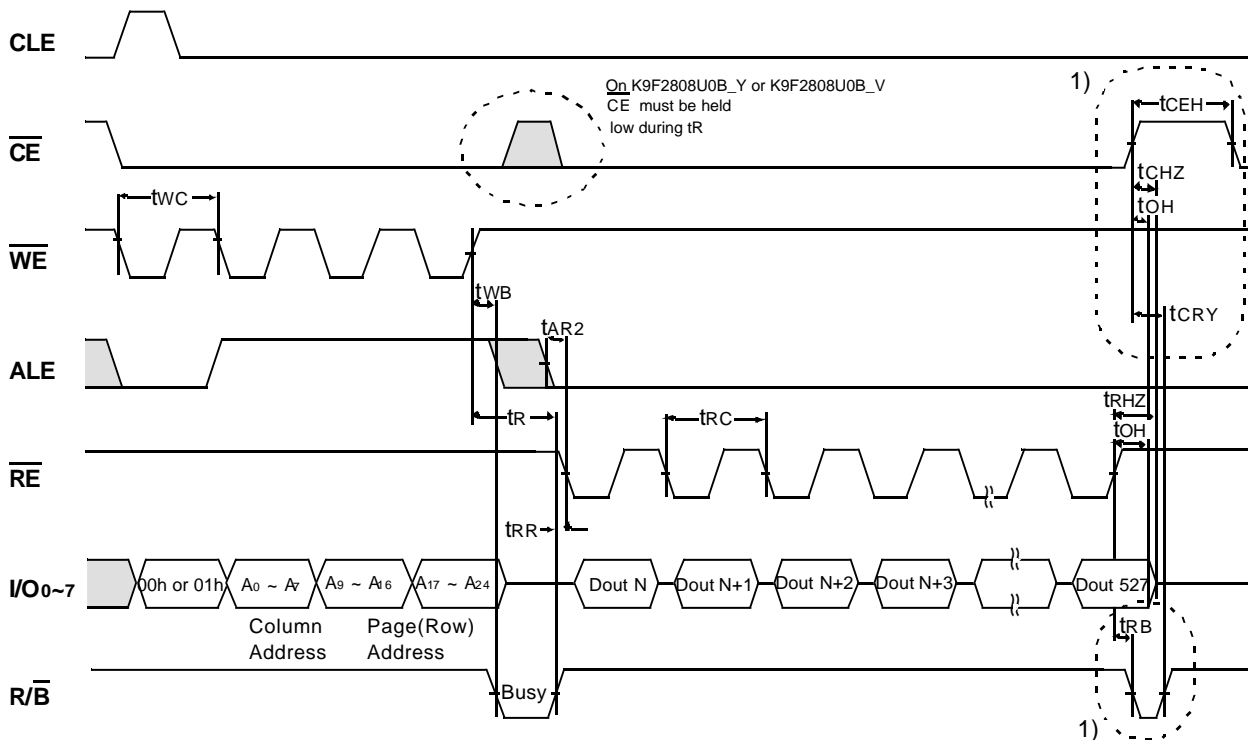 CLE
On K9F2808U0B_Y or K9F2808U0B_V
CE must be held
low during tR
1)
tCEH
CE
tCHZ
tOH
tWC
WE
tWB
tCRY
tAR2
ALE
tR
tRC
tRHZ
tOH
RE
tRR
I/O0~7
00h or 01h
A0 ~ A7
A9 ~ A16
A17 ~ A24
Dout N
Dout N+1
Dout N+2
Dout N+3
Dout 527
Column
Address
Page(Row)
Address
tRB
R/B
Busy
1)